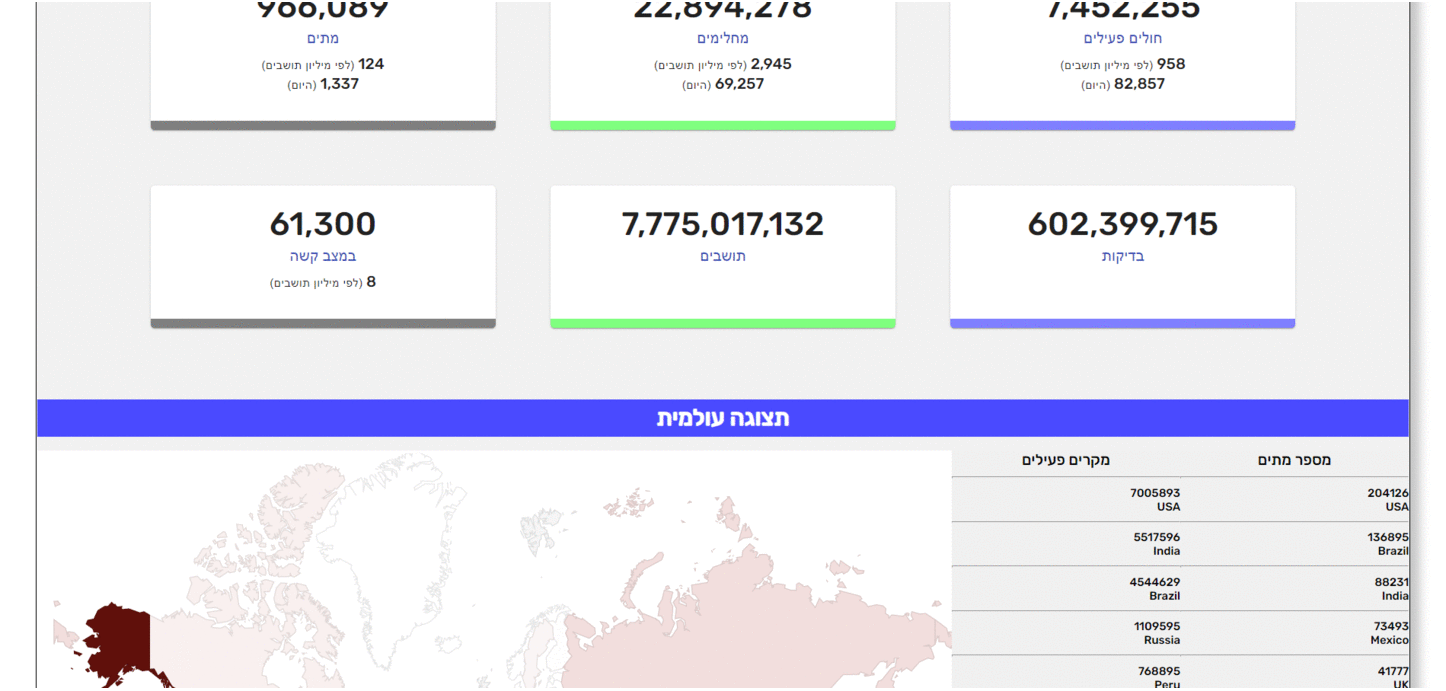 7,452,255
חולים פעילים
958 (לפי מיליון תושבים)
82,857 (היום)
22,894,278
מחלימים
2,945 (לפי מיליון תושבים)
69,257 (היום)
מתים
124 (לפי מיליון תושבים)
1,337 (היום)
602,399,715
בדיקות
7,775,017,132
תושבים
61,300
במצב קשה
8 (לפי מיליון תושבים)
תצוגה עולמית
מספר מתים
204126
USA
136895
Brazil
88231
India
73493
Mexico
41777
UK
מקרים פעילים
7005893
USA
5517596
India
4544629
Brazil
1109595
Russia
768895
Peru